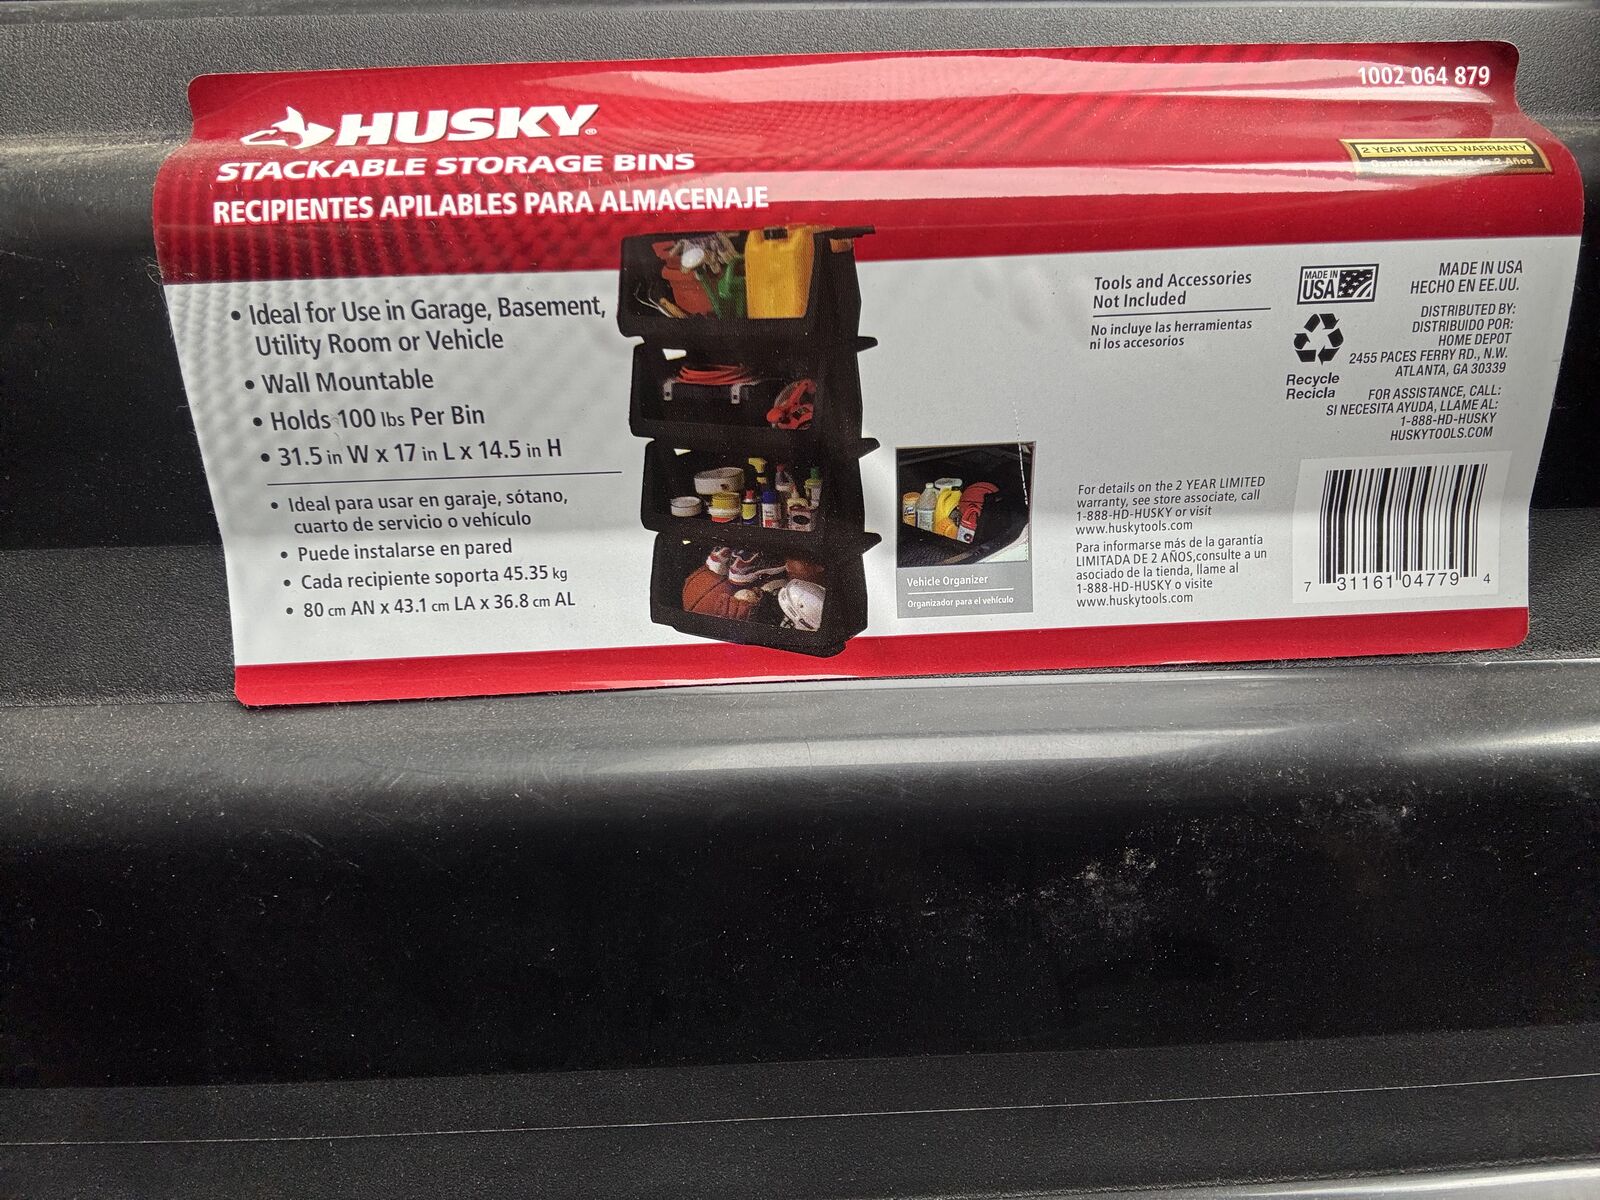 1002 064 879
HUSKY®
STACKABLE STORAGE BINS
RECIPIENTES APILABLES PARA ALMACENAJE
2 YEAR LIMITED WARRANTY
Garantía Limitada de 2 Años
• Ideal for Use in Garage, Basement,
Utility Room or Vehicle
• Wall Mountable
• Holds 100 lbs Per Bin
• 31.5 in W x 17 in L x 14.5 in H
• Ideal para usar en garaje, sótano,
cuarto de servicio o vehículo
• Puede instalarse en pared
• Cada recipiente soporta 45.35 kg
• 80 cm AN x 43.1 cm LA x 36.8 cm AL
Vehicle Organizer
Organizador para el vehículo
Tools and Accessories
Not Included
No incluye las herramientas
ni los accesorios
For details on the 2 YEAR LIMITED
warranty, see store associate, call
1-888-HD-HUSKY or visit
www.huskytools.com
Para informarse más de la garantía
LIMITADA DE 2 AÑOS,consulte a un
asociado de la tienda, llame al
1-888-HD-HUSKY o visite
www.huskytools.com
MADE IN
USA
Recycle
Recicla
MADE IN USA
HECHO EN EE.UU.
DISTRIBUTED BY:
DISTRIBUIDO POR:
HOME DEPOT
2455 PACES FERRY RD., N.W.
ATLANTA, GA 30339
FOR ASSISTANCE, CALL:
SI NECESITA AYUDA, LLAME AL:
1-888-HD-HUSKY
HUSKYTOOLS.COM
7 31161 04779 4